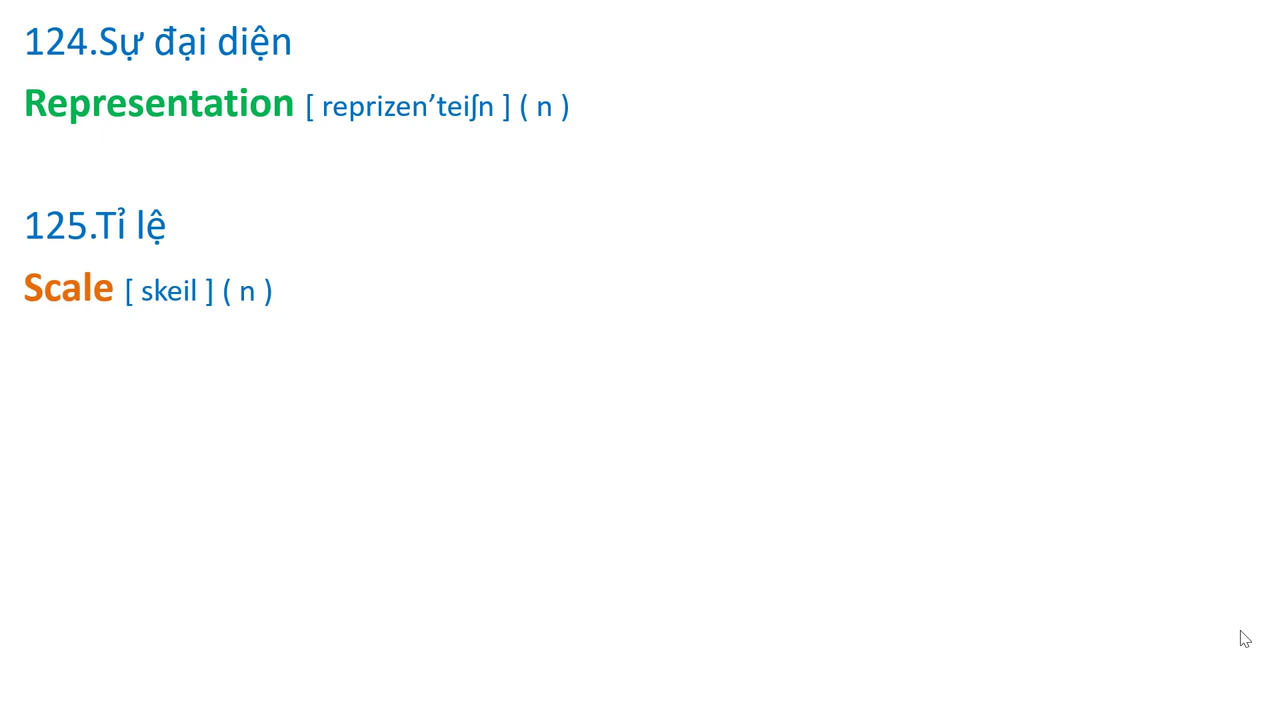 124.Sự đại diện
Representation [ reprizen’teiʃn ] ( n )
125.Tỉ lệ
Scale [ skeil ] ( n )